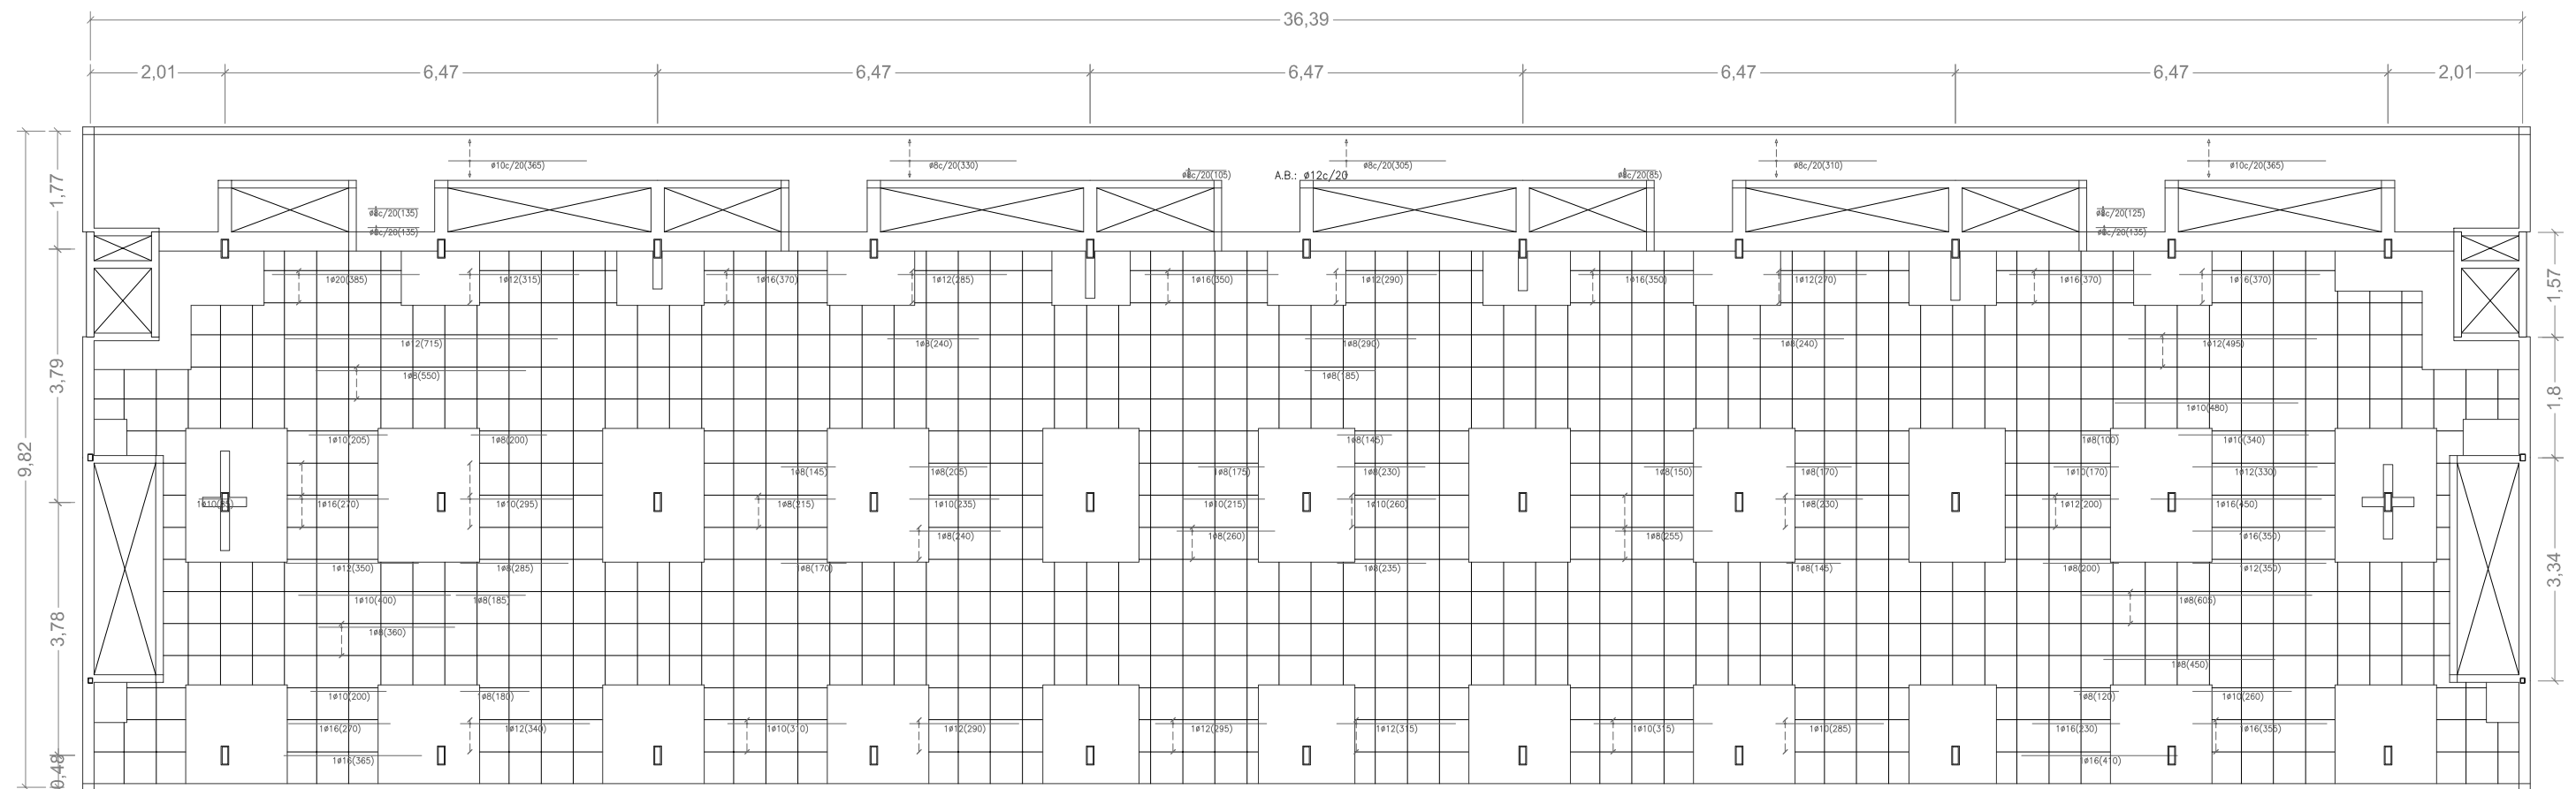 36,39
2,01
6,47
6,47
6,47
6,47
6,47
2,01
9,82
1,77
3,79
3,78
0,48
1,57
1,8
3,34
ø10c/20(365)
ø8c/20(330)
ø8c/20(305)
ø8c/20(310)
ø10c/20(365)
ø8c/20(105)
A.B.: ø12c/20
ø8c/20(85)
ø8c/20(135)
ø8c/20(125)
ø8c/20(135)
ø8c/20(135)
1ø20(385)
1ø12(315)
1ø16(370)
1ø12(285)
1ø16(350)
1ø12(290)
1ø16(350)
1ø12(270)
1ø16(370)
1ø16(370)
1ø12(715)
1ø8(240)
1ø8(290)
1ø8(240)
1ø12(495)
1ø8(550)
1ø8(185)
1ø10(480)
1ø10(205)
1ø8(200)
1ø8(145)
1ø8(100)
1ø10(340)
1ø8(145)
1ø8(205)
1ø8(175)
1ø8(230)
1ø8(150)
1ø8(170)
1ø10(170)
1ø12(330)
1ø16(270)
1ø10(295)
1ø8(215)
1ø10(235)
1ø10(215)
1ø10(260)
1ø8(230)
1ø12(200)
1ø16(450)
1ø8(240)
1ø8(260)
1ø8(255)
1ø16(350)
1ø12(350)
1ø8(285)
1ø8(170)
1ø8(235)
1ø8(145)
1ø8(200)
1ø12(350)
1ø10(400)
1ø8(185)
1ø8(605)
1ø8(360)
1ø8(450)
1ø10(200)
1ø8(180)
1ø8(120)
1ø10(260)
1ø16(270)
1ø12(340)
1ø10(310)
1ø12(290)
1ø12(295)
1ø12(315)
1ø10(315)
1ø10(285)
1ø16(230)
1ø16(355)
1ø16(365)
1ø16(410)